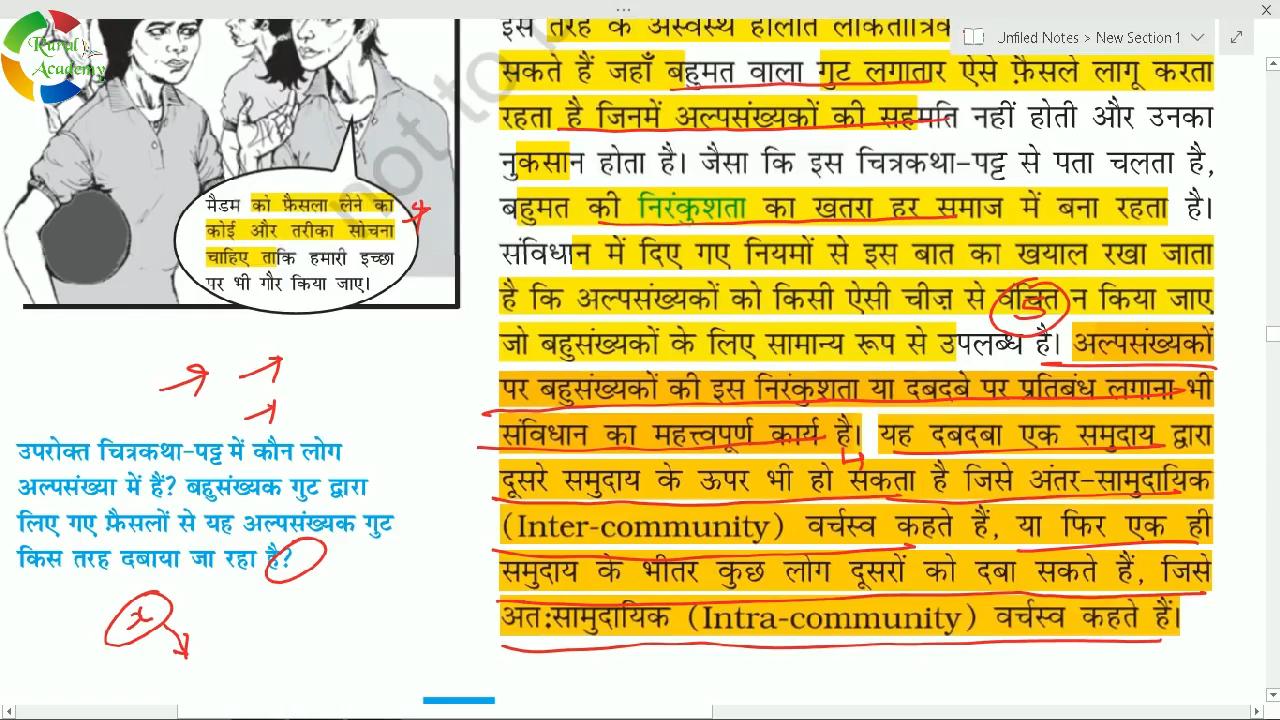 Rural
Academy
Unfiled Notes > New Section 1
not to
मैडम को फ़ैसला लेने का
कोई और तरीका सोचना
चाहिए ताकि हमारी इच्छा
पर भी गौर किया जाए।
x
उपरोक्त चित्रकथा-पट्ट में कौन लोग
अल्पसंख्या में हैं? बहुसंख्यक गुट द्वारा
लिए गए फ़ैसलों से यह अल्पसंख्यक गुट
किस तरह दबाया जा रहा है?
इस तरह के अस्वस्थ हालात
सकते हैं जहाँ बहुमत वाला गुट लगातार ऐसे फ़ैसले लागू करता
रहता है जिनमें अल्पसंख्यकों की सहमति नहीं होती और उनका
नुकसान होता है। जैसा कि इस चित्रकथा-पट्ट से पता चलता है,
बहुमत की निरंकुशता का खतरा हर समाज में बना रहता है।
संविधान में दिए गए नियमों से इस बात का खयाल रखा जाता
है कि अल्पसंख्यकों को किसी ऐसी चीज़ से वंचित न किया जाए
जो बहुसंख्यकों के लिए सामान्य रूप से उपलब्ध है। अल्पसंख्यकों
पर बहुसंख्यकों की इस निरंकुशता या दबदबे पर प्रतिबंध लगाना भी
संविधान का महत्त्वपूर्ण कार्य है। यह दबदबा एक समुदाय द्वारा
दूसरे समुदाय के ऊपर भी हो सकता है जिसे अंतर-सामुदायिक
(Inter-community) वर्चस्व कहते हैं, या फिर एक ही
समुदाय के भीतर कुछ लोग दूसरों को दबा सकते हैं, जिसे
अतःसामुदायिक (Intra-community) वर्चस्व कहते हैं।